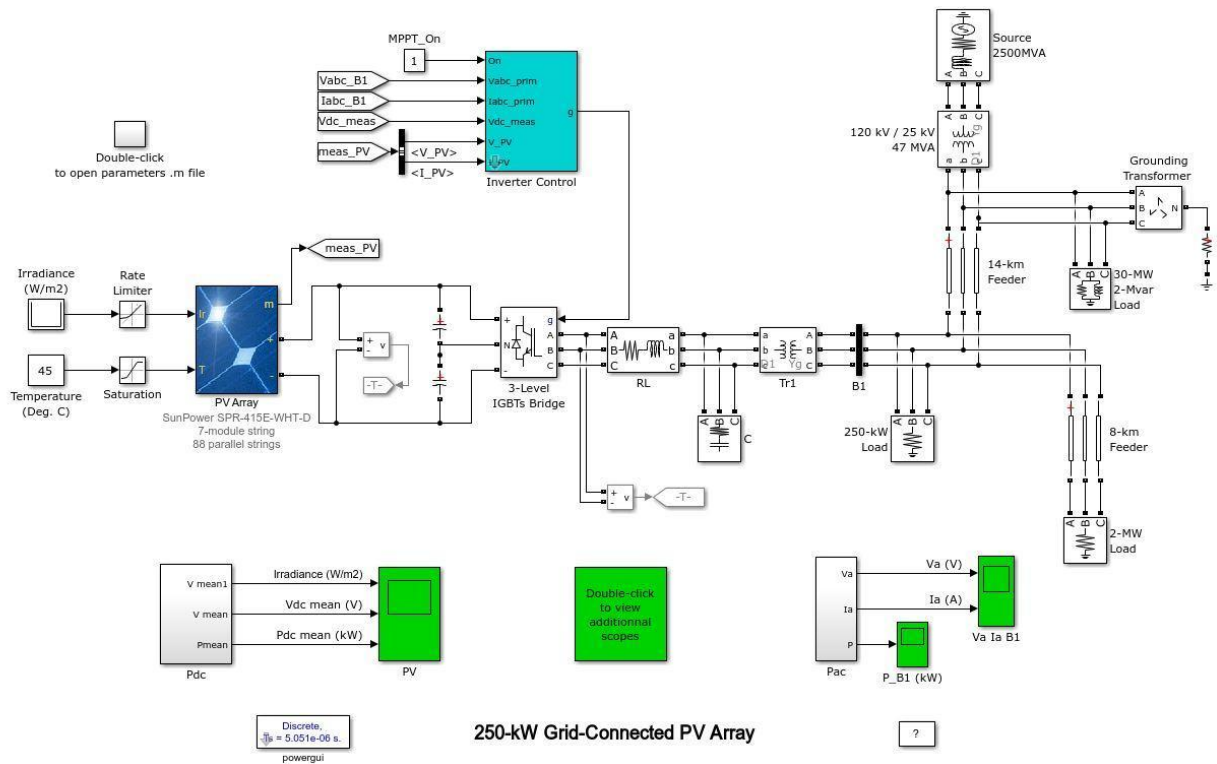 MPPT_On
1
On
Vabc_B1
Vabc_prim
Iabc_B1
Iabc_prim
Vdc_meas
Vdc_meas
meas_PV
<V_PV>
V_PV
<I_PV>
g
Inverter Control
Double-click
to open parameters .m file
Source
2500MVA
A B C
A B C
120 kV / 25 kV
47 MVA
Yg
D1
a b c
Grounding
Transformer
A
B
C
N
14-km
Feeder
A B C
30-MW
2-Mvar
Load
meas_PV
Irradiance
(W/m2)
Rate
Limiter
Ir
m
+
T
-
45
Temperature
(Deg. C)
Saturation
PV Array
SunPower SPR-415E-WHT-D
7-module string
88 parallel strings
+
-
v
-T-
+
N
-
g
A
B
C
3-Level
IGBTs Bridge
A a
B b
C c
RL
A B C
C
a A
b B
c C
D1 Yg
Tr1
B1
A B C
250-kW
Load
8-km
Feeder
A B C
2-MW
Load
+
-
v
-T-
V mean1
Irradiance (W/m2)
V mean
Vdc mean (V)
Pmean
Pdc mean (kW)
Pdc
PV
Double-click
to view
additionnal
scopes
Va
Va (V)
Ia
Ia (A)
P
Pac
P_B1 (kW)
Va Ia B1
Discrete,
s = 5.051e-06 s.
powergui
250-kW Grid-Connected PV Array
?